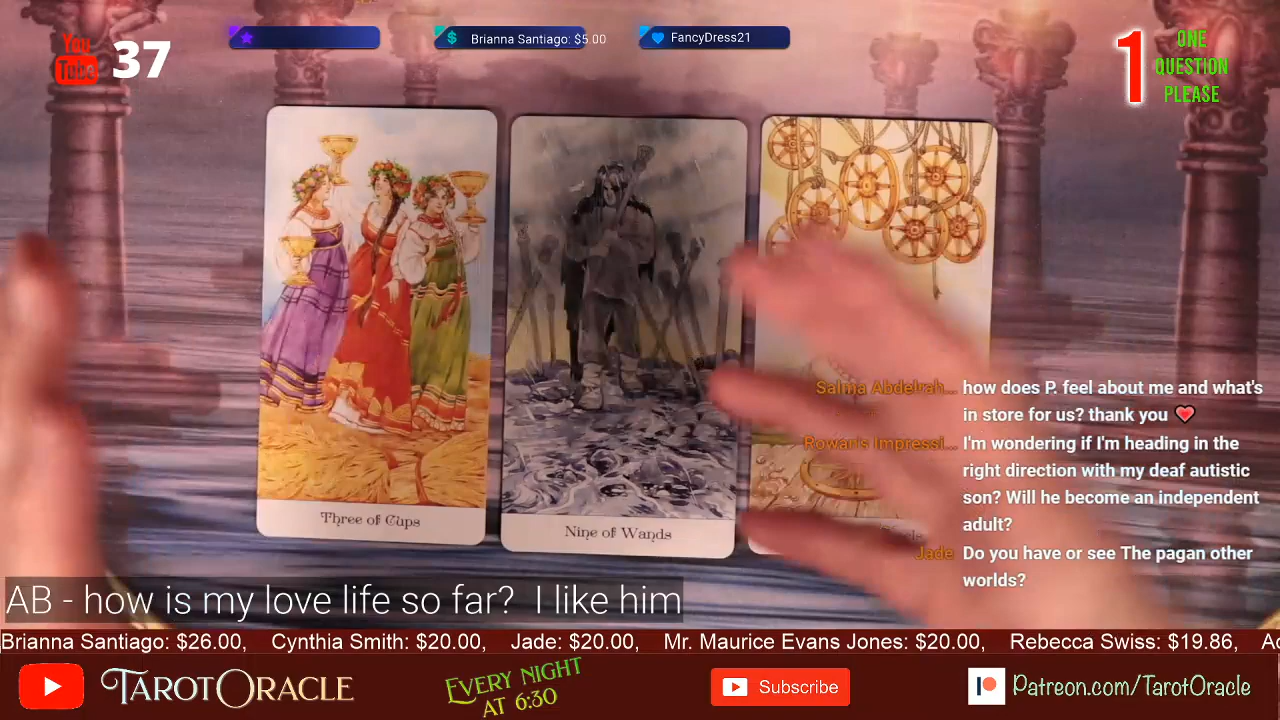 You
Tube
37
Brianna Santiago: $5.00
FancyDress21
1
ONE
QUESTION
PLEASE
Three of Cups
Nine of Wands
Salma Abdelrah... how does P. feel about me and what's
in store for us? thank you ❤
Rowan's Impressi... I'm wondering if I'm heading in the
right direction with my deaf autistic
son? Will he become an independent
adult?
Jade Do you have or see The pagan other
worlds?
AB - how is my love life so far? I like him
Brianna Santiago: $26.00, Cynthia Smith: $20.00, Jade: $20.00, Mr. Maurice Evans Jones: $20.00, Rebecca Swiss: $19.86, Ad
TAROTORACLE
EVERY NIGHT
AT 6:30
Subscribe
Patreon.com/TarotOracle